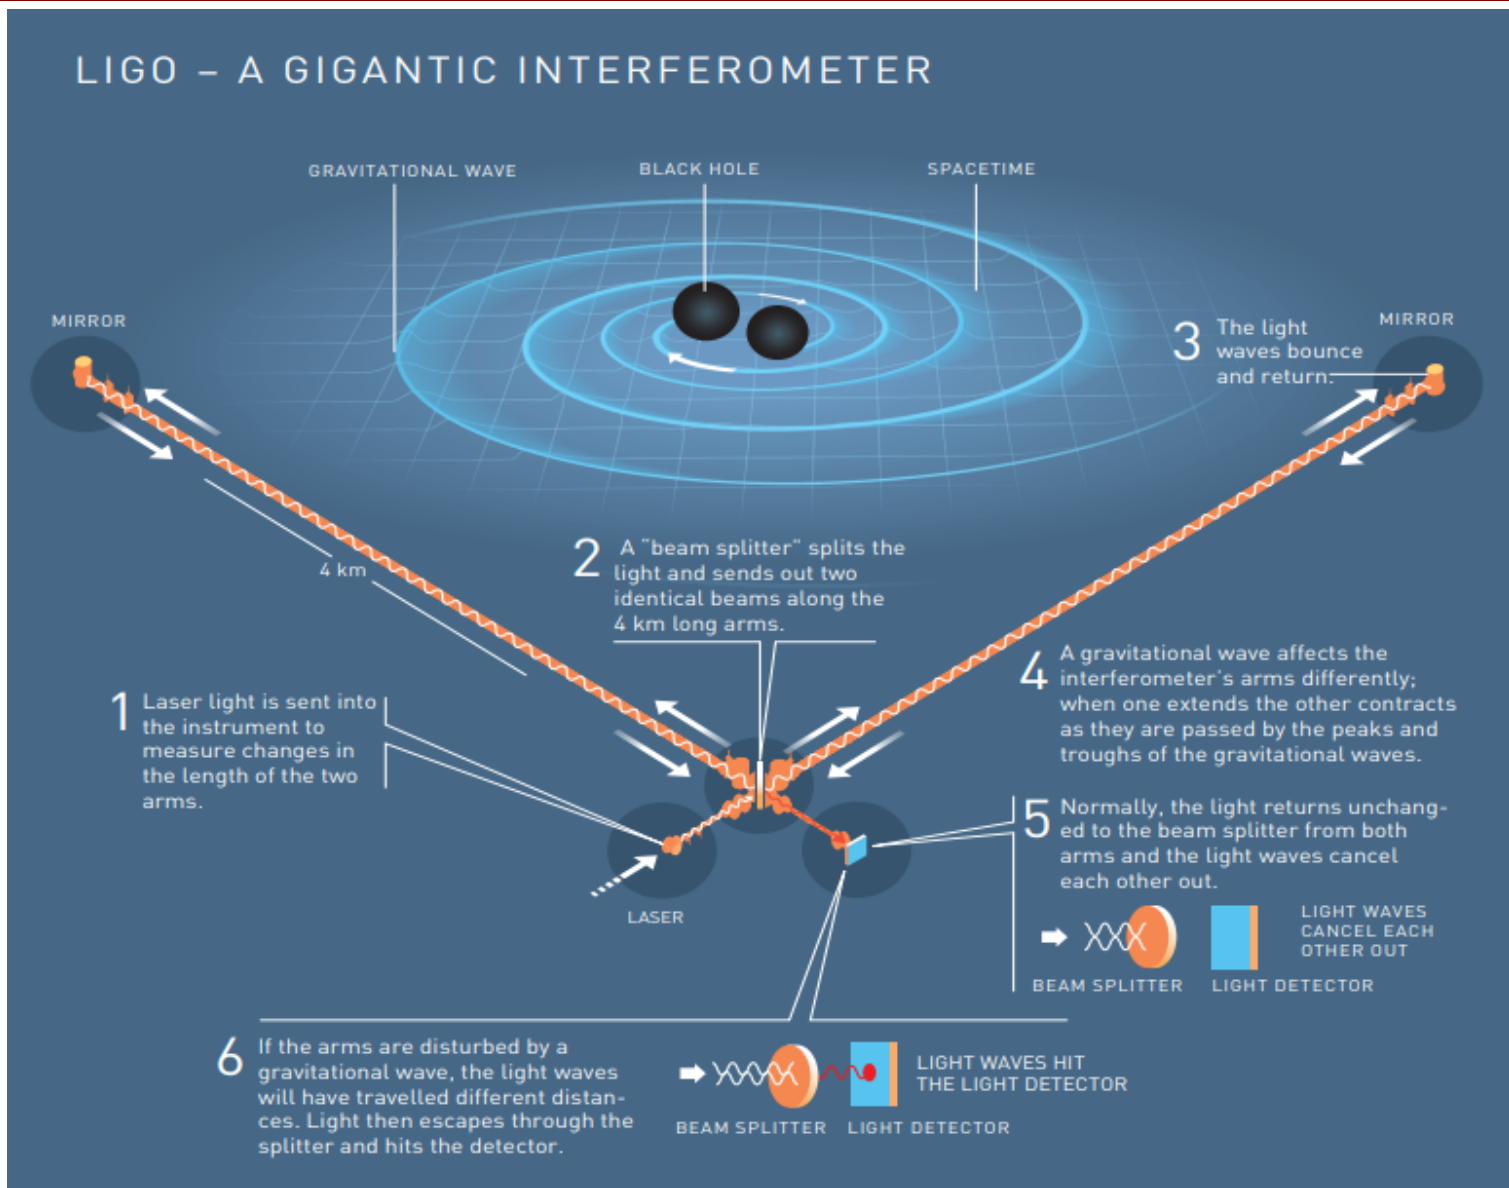 LIGO – A GIGANTIC INTERFEROMETER
GRAVITATIONAL WAVE
BLACK HOLE
SPACETIME
MIRROR
MIRROR
3 The light
waves bounce
and return.
4 km
2 A “beam splitter” splits the
light and sends out two
identical beams along the
4 km long arms.
1 Laser light is sent into
the instrument to
measure changes in
the length of the two
arms.
4 A gravitational wave affects the
interferometer's arms differently;
when one extends the other contracts
as they are passed by the peaks and
troughs of the gravitational waves.
LASER
5 Normally, the light returns unchang-
ed to the beam splitter from both
arms and the light waves cancel
each other out.
LIGHT WAVES
CANCEL EACH
OTHER OUT
BEAM SPLITTER
LIGHT DETECTOR
6 If the arms are disturbed by a
gravitational wave, the light waves
will have travelled different distan-
ces. Light then escapes through the
splitter and hits the detector.
LIGHT WAVES HIT
THE LIGHT DETECTOR
BEAM SPLITTER
LIGHT DETECTOR